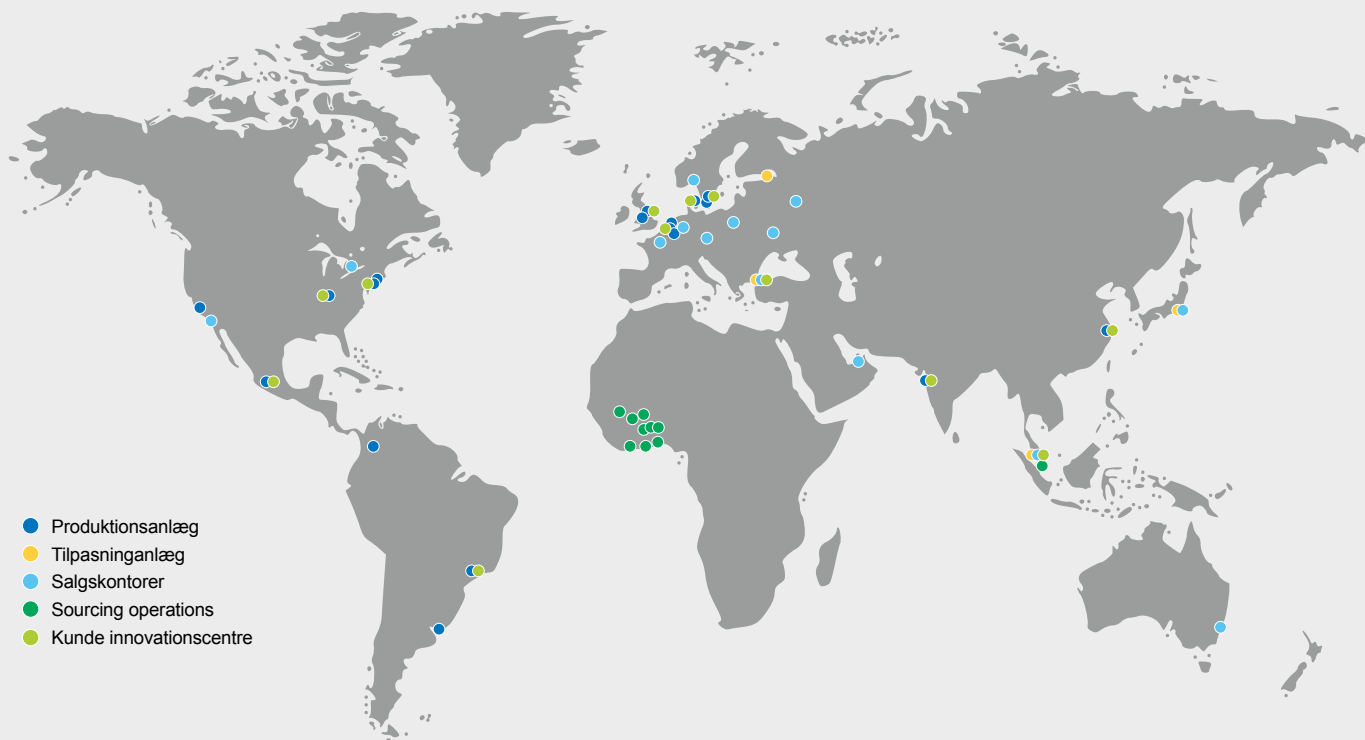 Produktionsanlæg
Tilpasninganlæg
Salgskontorer
Sourcing operations
Kunde innovationscentre